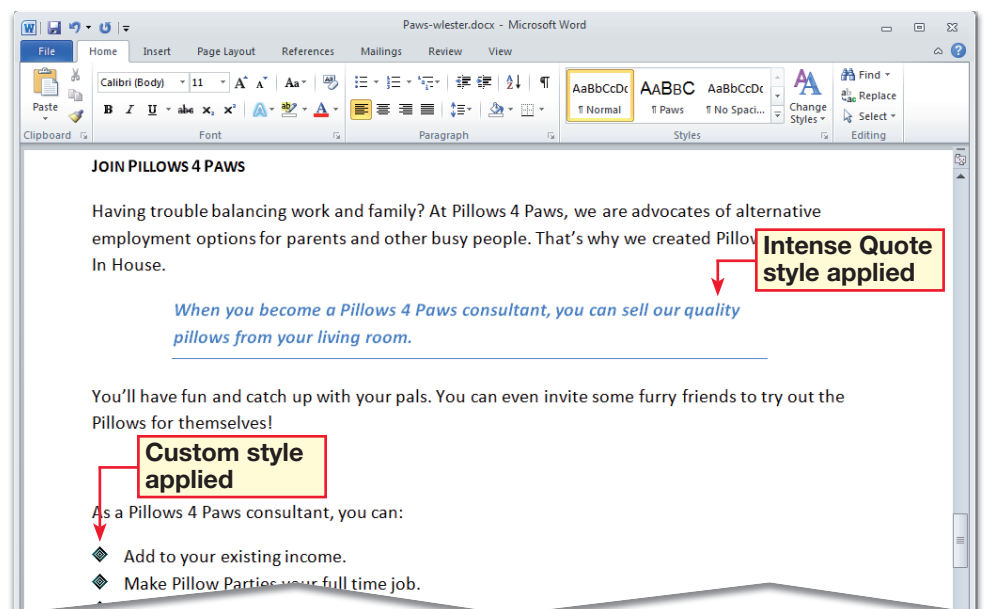 Paws-wlester.docx - Microsoft Word
File Home Insert Page Layout References Mailings Review View
Calibri (Body) 11 Aa Find
Paste B I U abc x₂ x² A AaBbCcDc AABBC AaBbCcDc Change Styles Replace
¶ Normal ¶ Paws ¶ No Spaci... Select
Clipboard Font Paragraph Styles Editing
JOIN PILLOWS 4 PAWS
Having trouble balancing work and family? At Pillows 4 Paws, we are advocates of alternative
employment options for parents and other busy people. That's why we created
In House.
Intense Quote
style applied
When you become a Pillows 4 Paws consultant, you can sell our quality
pillows from your living room.
You'll have fun and catch up with your pals. You can even invite some furry friends to try out the
Pillows for themselves!
Custom style
applied
As a Pillows 4 Paws consultant, you can:
Add to your existing income.
Make Pillow Parties your full time job.